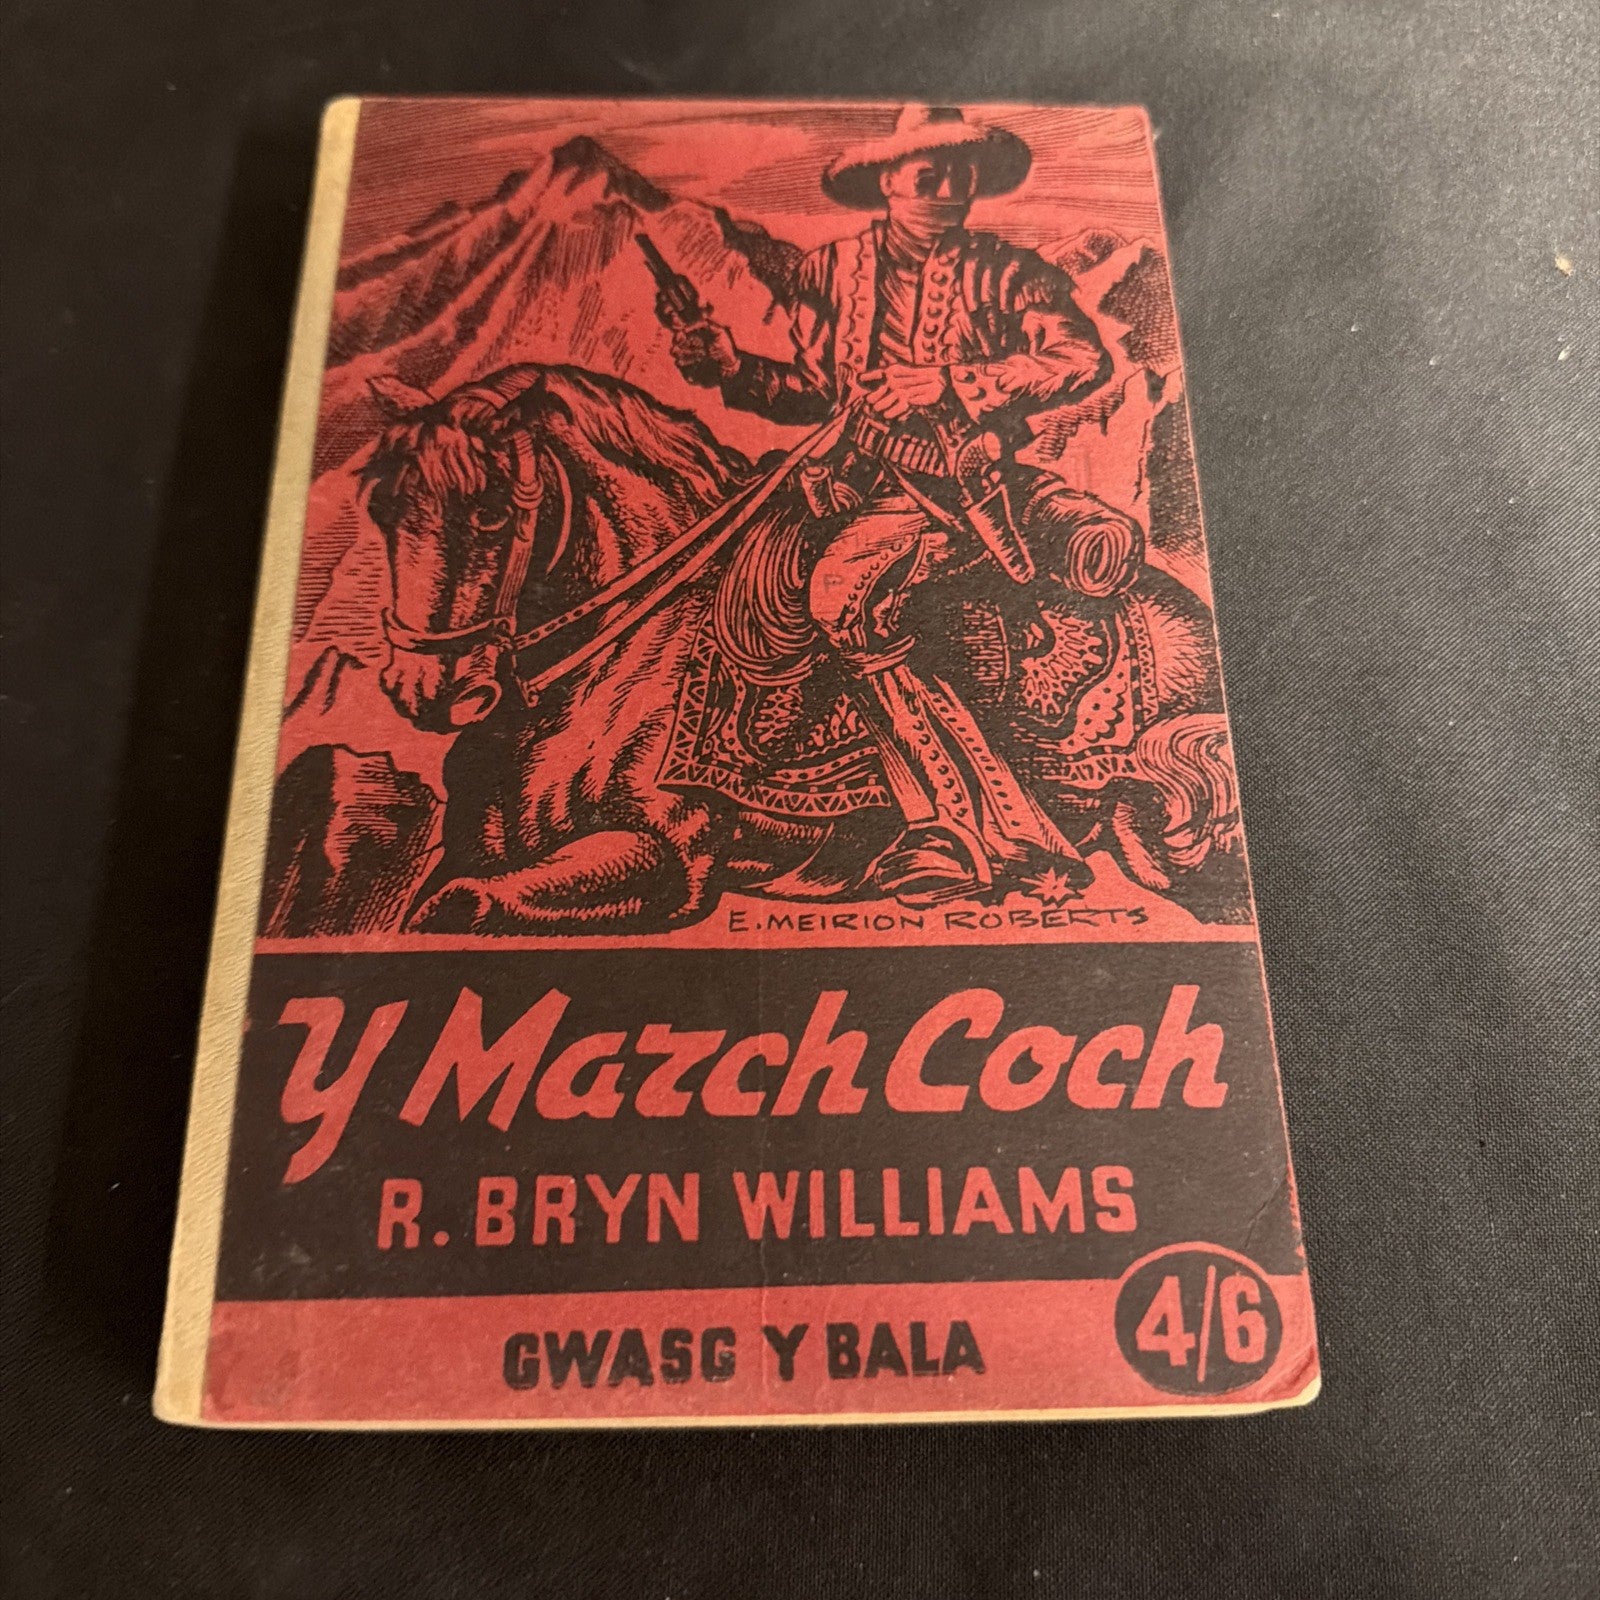 E. MEIRION ROBERTS
Y March Coch
R. BRYN WILLIAMS
4/6
GWASG Y BALA